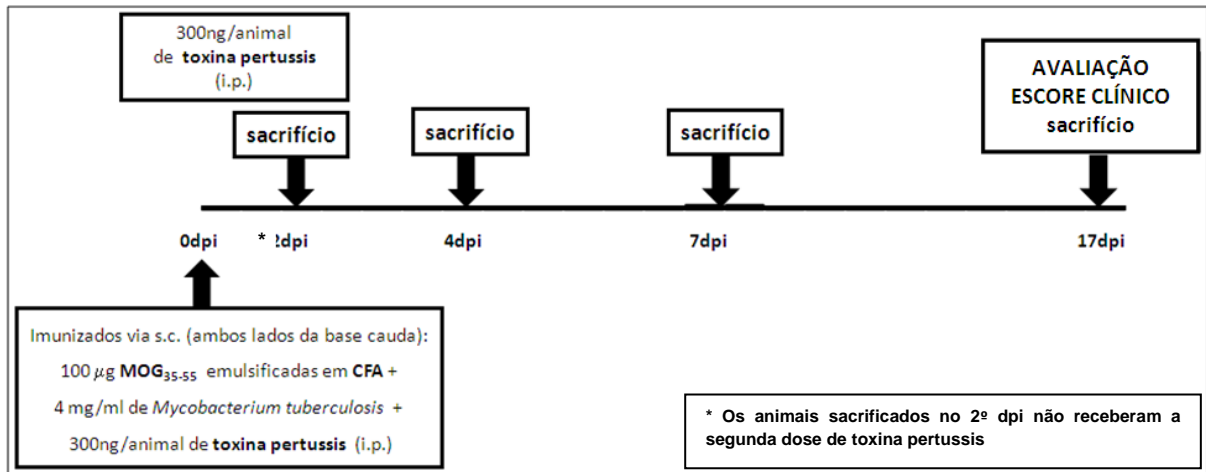 300ng/animal
de toxina pertussis
(i.p.)
sacrifício
sacrifício
sacrifício
AVALIAÇÃO
ESCORE CLÍNICO
sacrifício
0dpi
* 2dpi
4dpi
7dpi
17dpi
Imunizados via s.c. (ambos lados da base cauda):
100 µg MOG35-55 emulsificadas em CFA +
4 mg/ml de Mycobacterium tuberculosis +
300ng/animal de toxina pertussis (i.p.)
* Os animais sacrificados no 2º dpi não receberam a
segunda dose de toxina pertussis